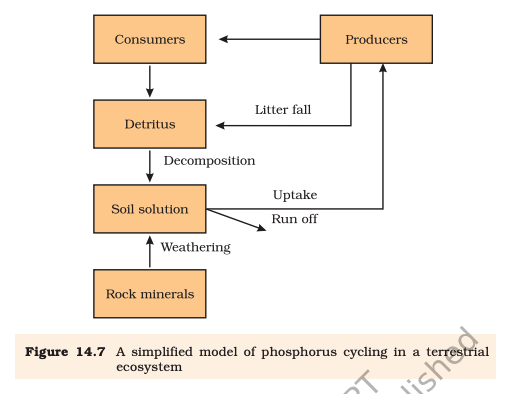 Consumers
Producers
Litter fall
Detritus
Decomposition
Uptake
Soil solution
Run off
Weathering
Rock minerals
Figure 14.7 A simplified model of phosphorus cycling in a terrestrial
ecosystem